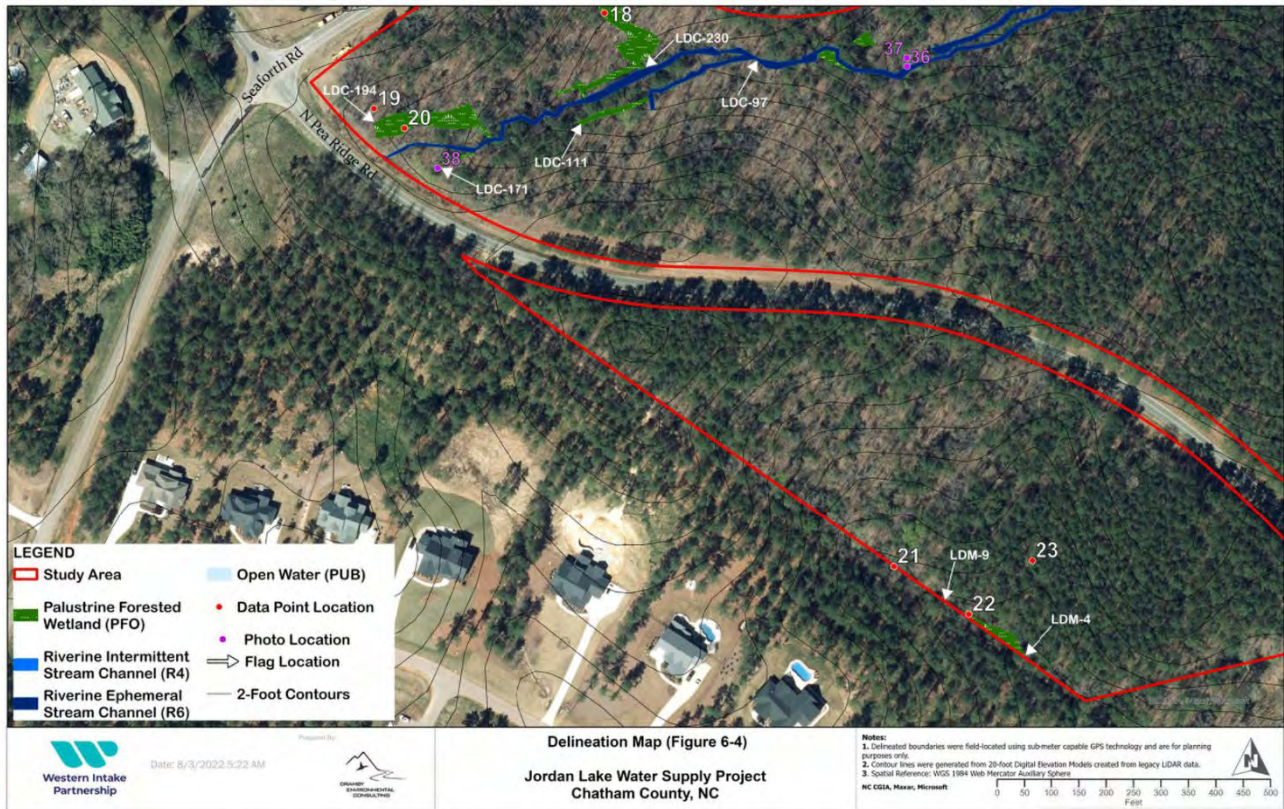 18
LDC-230
37
36
Seaforth Rd
LDC-194
19
20
LDC-97
N Pea Ridge Rd
LDC-111
38
LDC-171
21
LDM-9
23
22
LDM-4
LEGEND
Study Area
Open Water (PUB)
Palustrine Forested
Wetland (PFO)
Data Point Location
Photo Location
Riverine Intermittent
Stream Channel (R4)
Flag Location
Riverine Ephemeral
Stream Channel (R6)
2-Foot Contours
Western Intake
Partnership
Date: 8/3/2022 5:22 AM
Prepared By:
ENVIRONMENTAL
CONSULTING
Delineation Map (Figure 6-4)
Jordan Lake Water Supply Project
Chatham County, NC
Notes:
1. Delineated boundaries were field-located using sub-meter capable GPS technology and are for planning
purposes only.
2. Contour lines were generated from 20-foot Digital Elevation Models created from legacy LiDAR data.
3. Spatial Reference: WGS 1984 Web Mercator Auxiliary Sphere
NC CGIA, Maxar, Microsoft
N
0 50 100 150 200 250 300 350 400 450 500
Feet